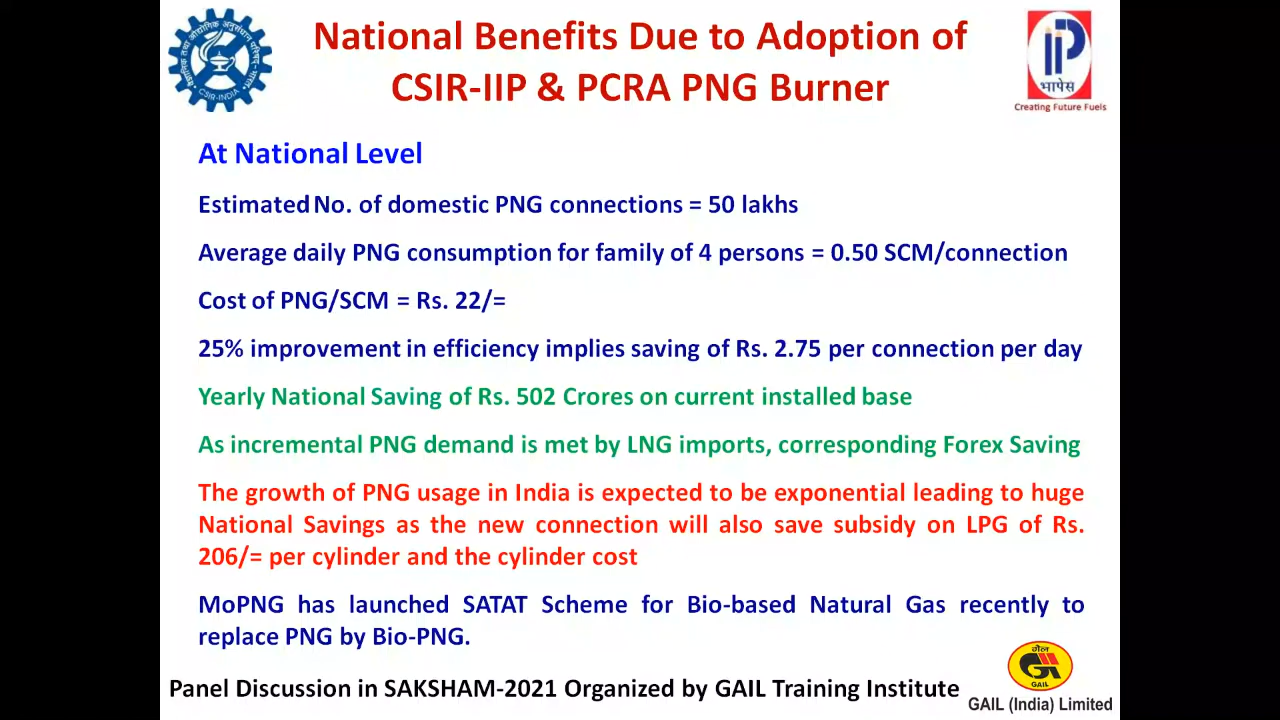 National Benefits Due to Adoption of
CSIR-IIP & PCRA PNG Burner
CSIR-INDIA
IIP
भापेस
Creating Future Fuels
At National Level
Estimated No. of domestic PNG connections = 50 lakhs
Average daily PNG consumption for family of 4 persons = 0.50 SCM/connection
Cost of PNG/SCM = Rs. 22/=
25% improvement in efficiency implies saving of Rs. 2.75 per connection per day
Yearly National Saving of Rs. 502 Crores on current installed base
As incremental PNG demand is met by LNG imports, corresponding Forex Saving
The growth of PNG usage in India is expected to be exponential leading to huge
National Savings as the new connection will also save subsidy on LPG of Rs.
206/= per cylinder and the cylinder cost
MoPNG has launched SATAT Scheme for Bio-based Natural Gas recently to
replace PNG by Bio-PNG.
Panel Discussion in SAKSHAM-2021 Organized by GAIL Training Institute
गेल
GAIL
GAIL (India) Limited